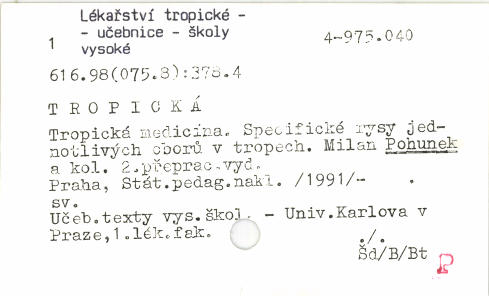 Lékařství tropické -
- učebnice - školy
1 vysoké
4-975.040
616.98(075.8):378.4
TROPICKÁ
Tropická medicina. Specifické rysy jed-
notlivých oborů v tropech. Milan Pohunek
a kol. 2.přeprac.vyd.
Praha, Stát.pedag.nakl. /1991/- .
sv.
Učeb.texty vys.škol. - Univ.Karlova v
Praze,1.lék.fak.
./.
Šd/B/Bt
P